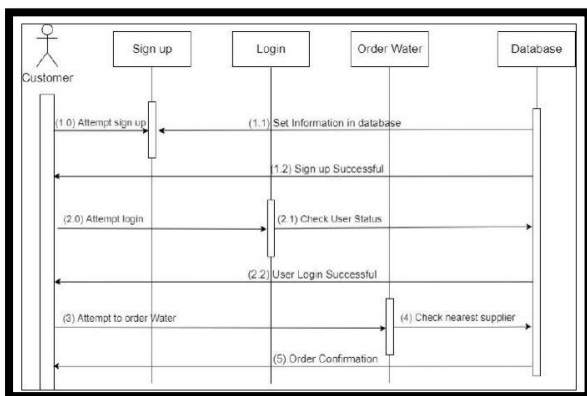 Sign up
Login
Order Water
Database
Customer
(1.0) Attempt sign up
(1.1) Set Information in database
(1.2) Sign up Successful
(2.0) Attempt login
(2.1) Check User Status
(2.2) User Login Successful
(3) Attempt to order Water
(4) Check nearest supplier
(5) Order Confirmation